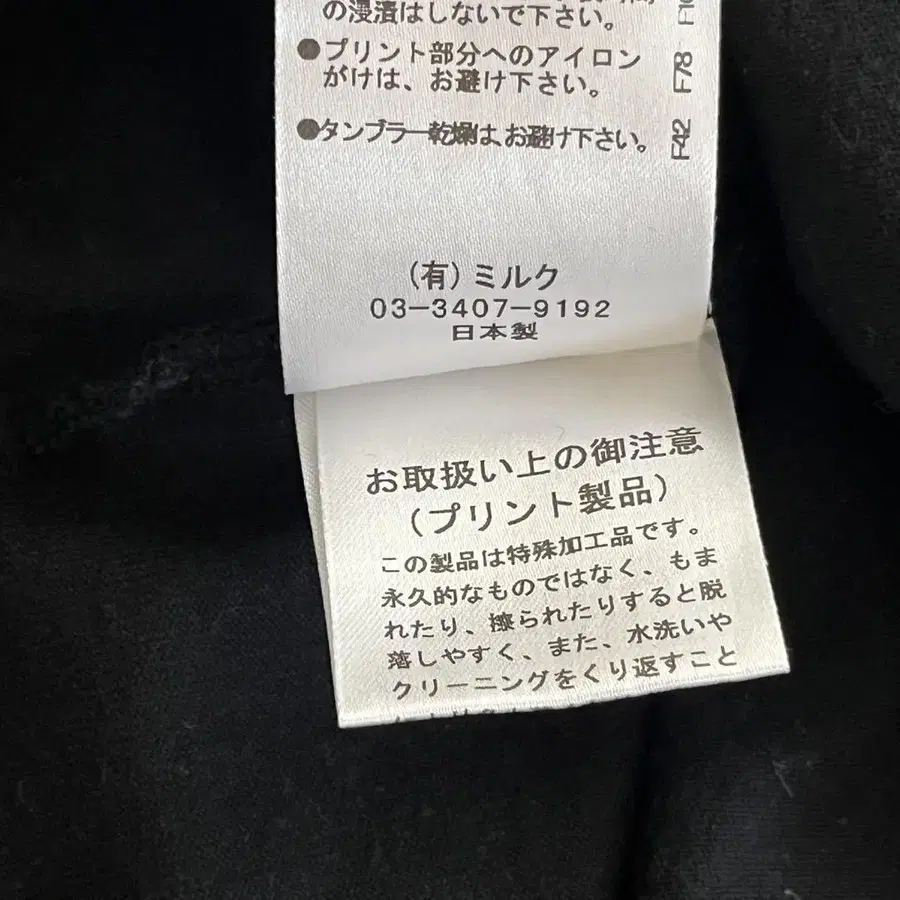 の浸漬はしないで下さい。
●プリント部分へのアイロン
がけは、お避け下さい。
●タンブラー乾燥は、お避け下さい。
F42 F78
(有)ミルク
03-3407-9192
日本製
お取扱い上の御注意
(プリント製品)
この製品は特殊加工品です。
永久的なものではなく、もま
れたり、擦られたりすると脱
落しやすく、また、水洗いや
クリーニングをくり返すこと